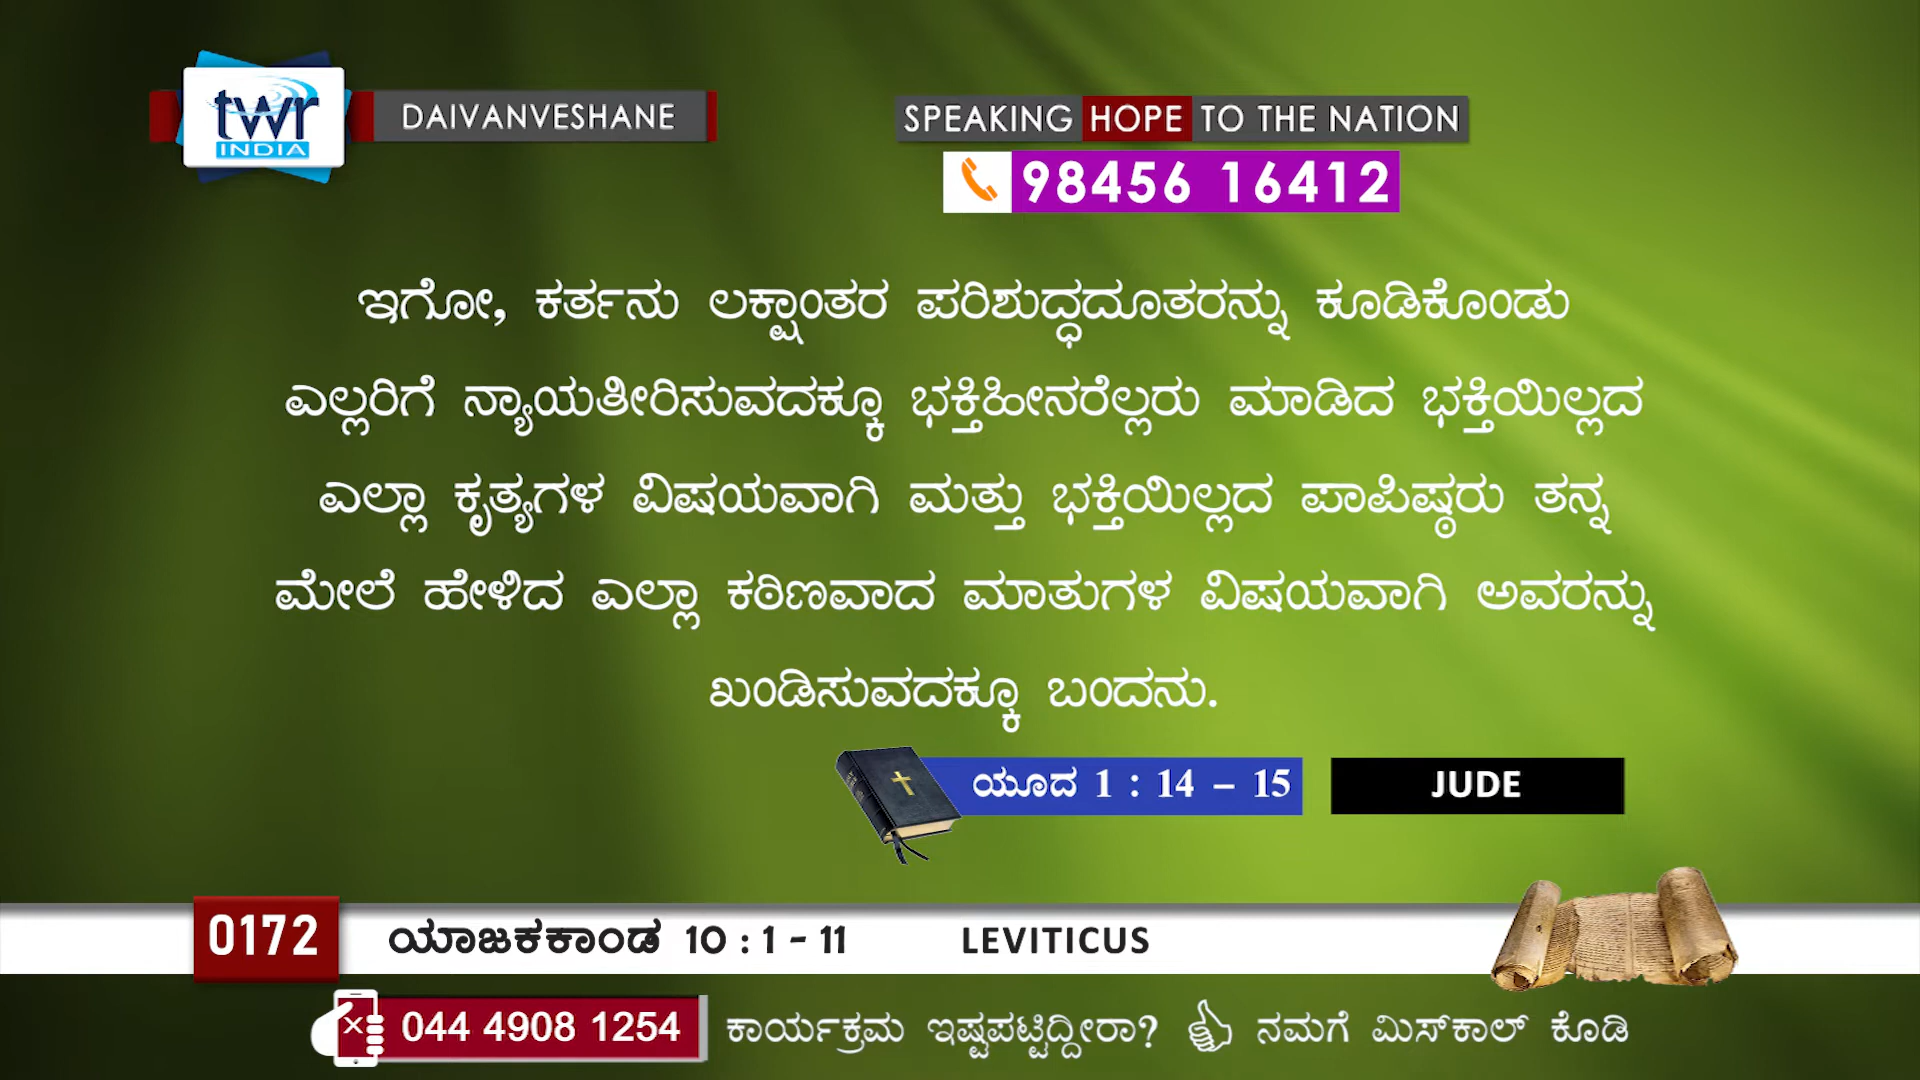 twr
INDIA
DAIVANVESHANE
SPEAKING HOPE TO THE NATION
98456 16412
ಇಗೋ, ಕರ್ತನು ಲಕ್ಷಾಂತರ ಪರಿಶುದ್ಧದೂತರನ್ನು ಕೂಡಿಕೊಂಡು
ಎಲ್ಲರಿಗೆ ನ್ಯಾಯತೀರಿಸುವದಕ್ಕೂ ಭಕ್ತಿಹೀನರೆಲ್ಲರು ಮಾಡಿದ ಭಕ್ತಿಯಿಲ್ಲದ
ಎಲ್ಲಾ ಕೃತ್ಯಗಳ ವಿಷಯವಾಗಿ ಮತ್ತು ಭಕ್ತಿಯಿಲ್ಲದ ಪಾಪಿಷ್ಠರು ತನ್ನ
ಮೇಲೆ ಹೇಳಿದ ಎಲ್ಲಾ ಕಠಿಣವಾದ ಮಾತುಗಳ ವಿಷಯವಾಗಿ ಅವರನ್ನು
ಖಂಡಿಸುವದಕ್ಕೂ ಬಂದನು.
ಯೂದ 1 : 14 – 15 JUDE
0172 ಯಾಜಕಕಾಂಡ 10 : 1 - 11 LEVITICUS
044 4908 1254 ಕಾರ್ಯಕ್ರಮ ಇಷ್ಟಪಟ್ಟಿದ್ದೀರಾ? ನಮಗೆ ಮಿಸ್‌ಕಾಲ್ ಕೊಡಿ